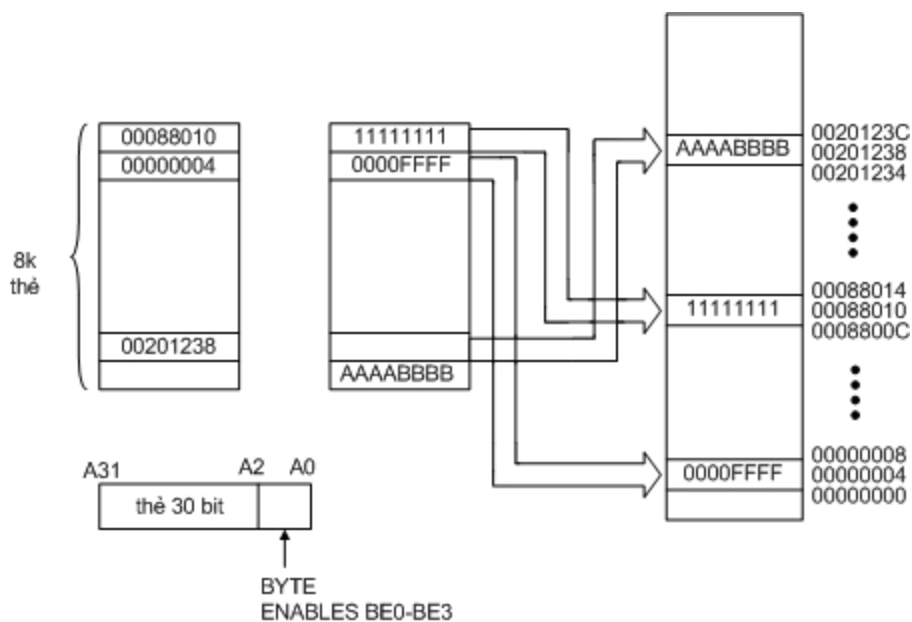 8k
thẻ
00088010
00000004
00201238
11111111
0000FFFF
AAAABBBB
AAAABBBB
11111111
0000FFFF
0020123C
00201238
00201234
00088014
00088010
0008800C
00000008
00000004
00000000
A31
A2
A0
thẻ 30 bit
BYTE
ENABLES BE0-BE3